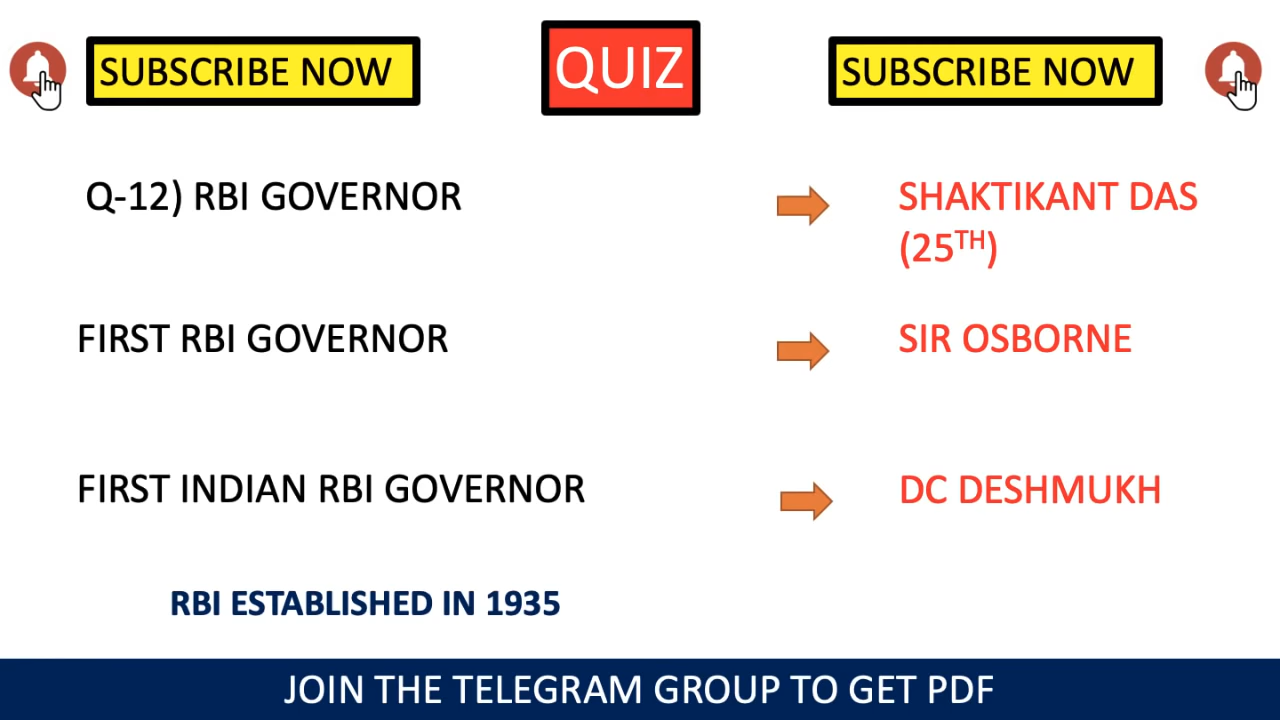 SUBSCRIBE NOW
QUIZ
SUBSCRIBE NOW
Q-12) RBI GOVERNOR
SHAKTIKANT DAS
(25TH)
FIRST RBI GOVERNOR
SIR OSBORNE
FIRST INDIAN RBI GOVERNOR
DC DESHMUKH
RBI ESTABLISHED IN 1935
JOIN THE TELEGRAM GROUP TO GET PDF